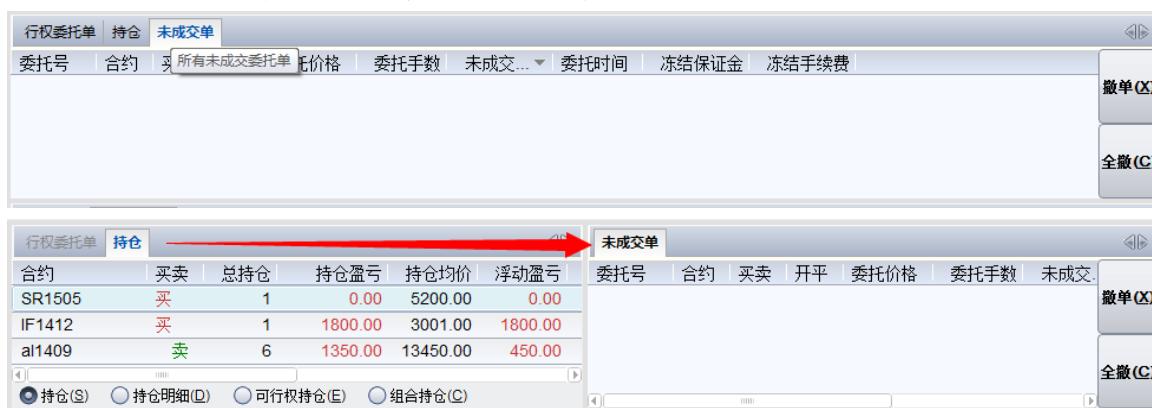 行权委托单 持仓 未成交单
委托号 合约 所有未成交委托单 托价格 委托手数 未成交... 委托时间 冻结保证金 冻结手续费
撤单(X)
全撤(C
行权委托单 持仓 未成交单
合约 买卖 总持仓 持仓盈亏 持仓均价 浮动盈亏 委托号 合约 买卖 开平 委托价格 委托手数 未成交.
SR1505 买 1 0.00 5200.00 0.00
撤单(X)
IF1412 买 1 1800.00 3001.00 1800.00
al1409 卖 6 1350.00 13450.00 450.00
全撤(C)
持仓(S) 持仓明细(D) 可行权持仓(E) 组合持仓(C)